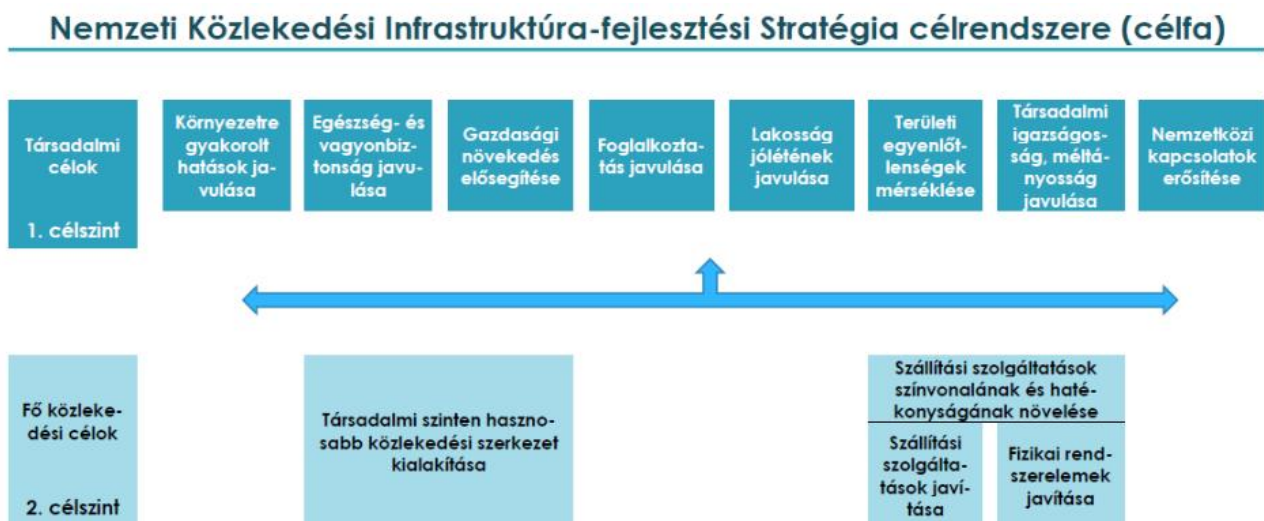 Nemzeti Közlekedési Infrastruktúra-fejlesztési Stratégia célrendszere (célfa)
Társadalmi
célok
1. célszint
Környezetre
gyakorolt
hatások ja-
vulása
Egészség- és
vagyonbiz-
tonság javu-
lása
Gazdasági
növekedés
elősegítése
Foglalkozta-
tás javulása
Lakosság
jólétének
javulása
Területi
egyenlőt-
lenségek
mérséklése
Társadalmi
igazságos-
ság, méltá-
nyosság
javulása
Nemzetközi
kapcsolatok
erősítése
Fő közleke-
dési célok
2. célszint
Társadalmi szinten haszno-
sabb közlekedési szerkezet
kialakítása
Szállítási szolgáltatások
színvonalának és haté-
konyságának növelése
Szállítási
szolgálta-
tások javí-
tása
Fizikai rend-
szerelemek
javítása